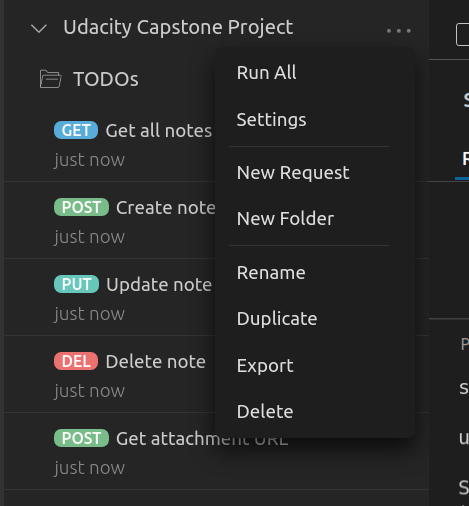 Udacity Capstone Project
TODOs
GET Get all notes
just now
POST Create note
just now
PUT Update note
just now
DEL Delete note
just now
POST Get attachment URL
just now
Run All
Settings
New Request
New Folder
Rename
Duplicate
Export
Delete